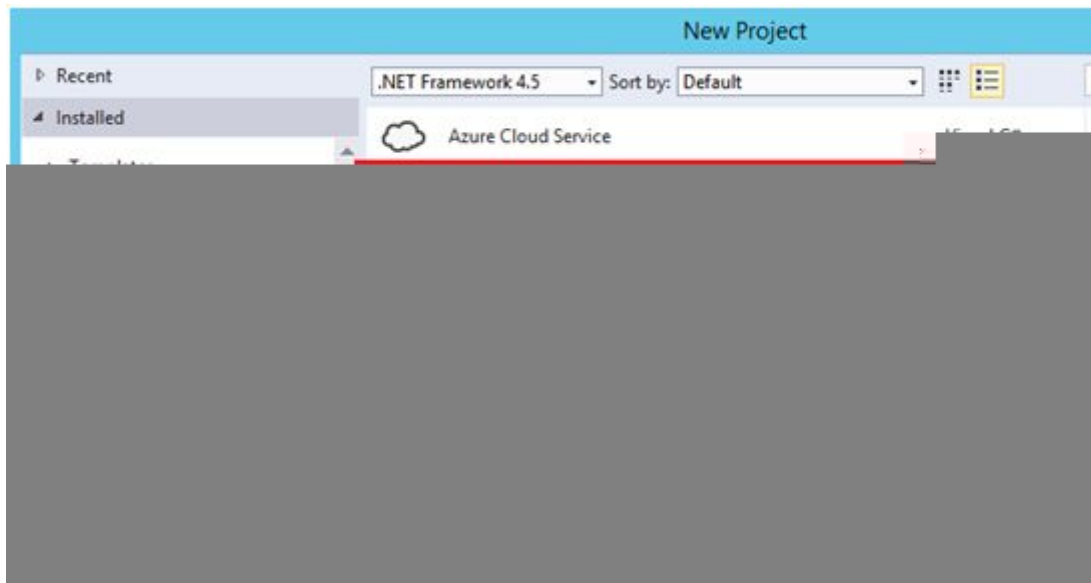 New Project
Recent
.NET Framework 4.5 Sort by: Default
Installed
Azure Cloud Service